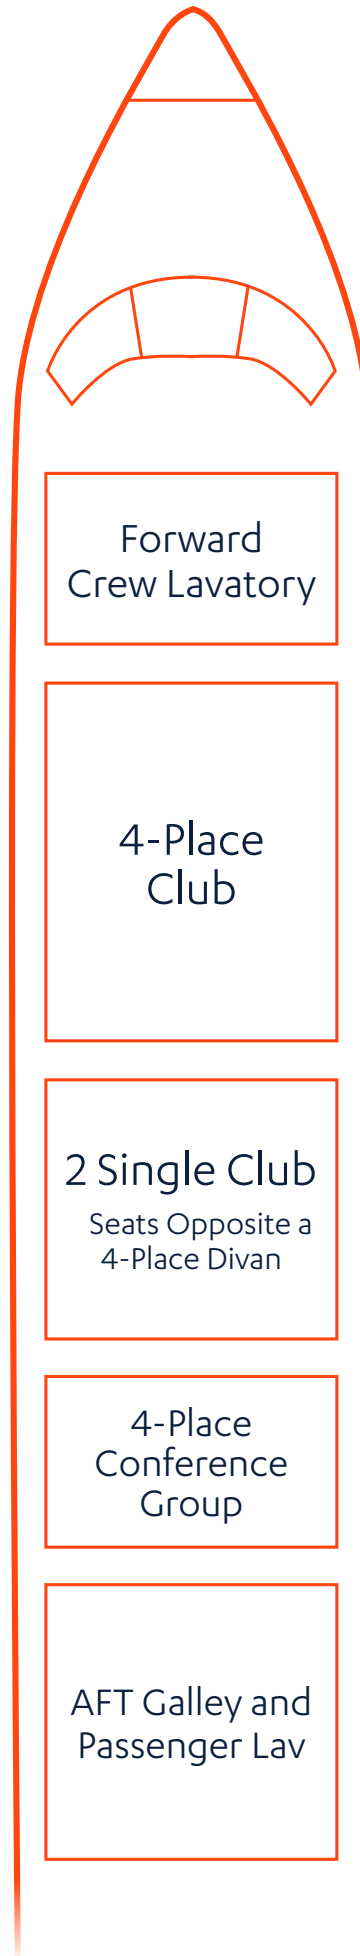 Forward
Crew Lavatory
4-Place
Club
2 Single Club
Seats Opposite a
4-Place Divan
4-Place
Conference
Group
AFT Galley and
Passenger Lav